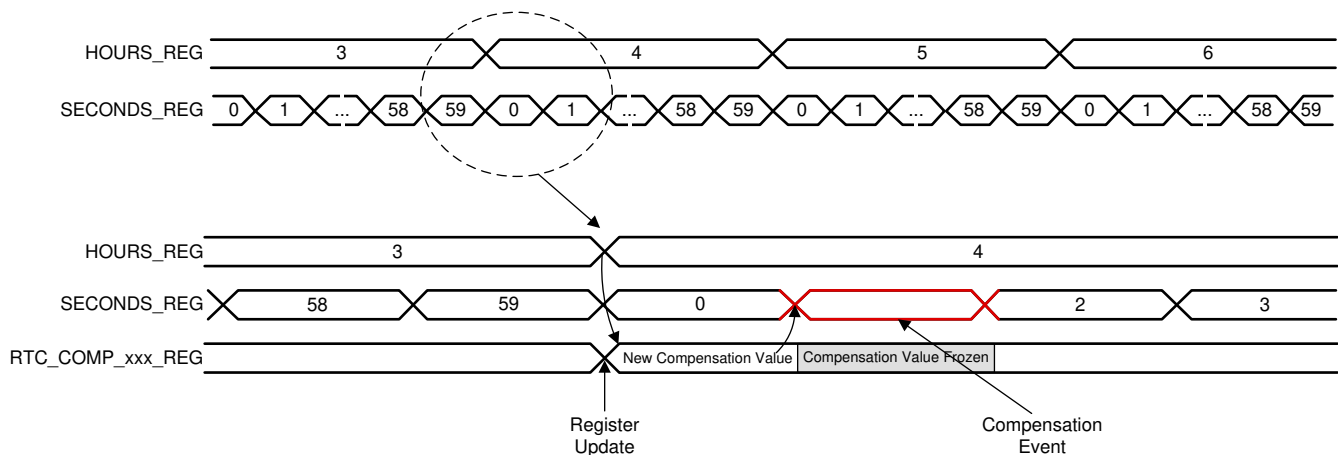 HOURS_REG 3 4 5 6
SECONDS_REG 0 1 ... 58 59 0 1 ... 58 59 0 1 ... 58 59 0 1 ... 58 59
HOURS_REG 3 4
SECONDS_REG 58 59 0 2 3
RTC_COMP_xxx_REG New Compensation Value Compensation Value Frozen
Register
Update
Compensation
Event